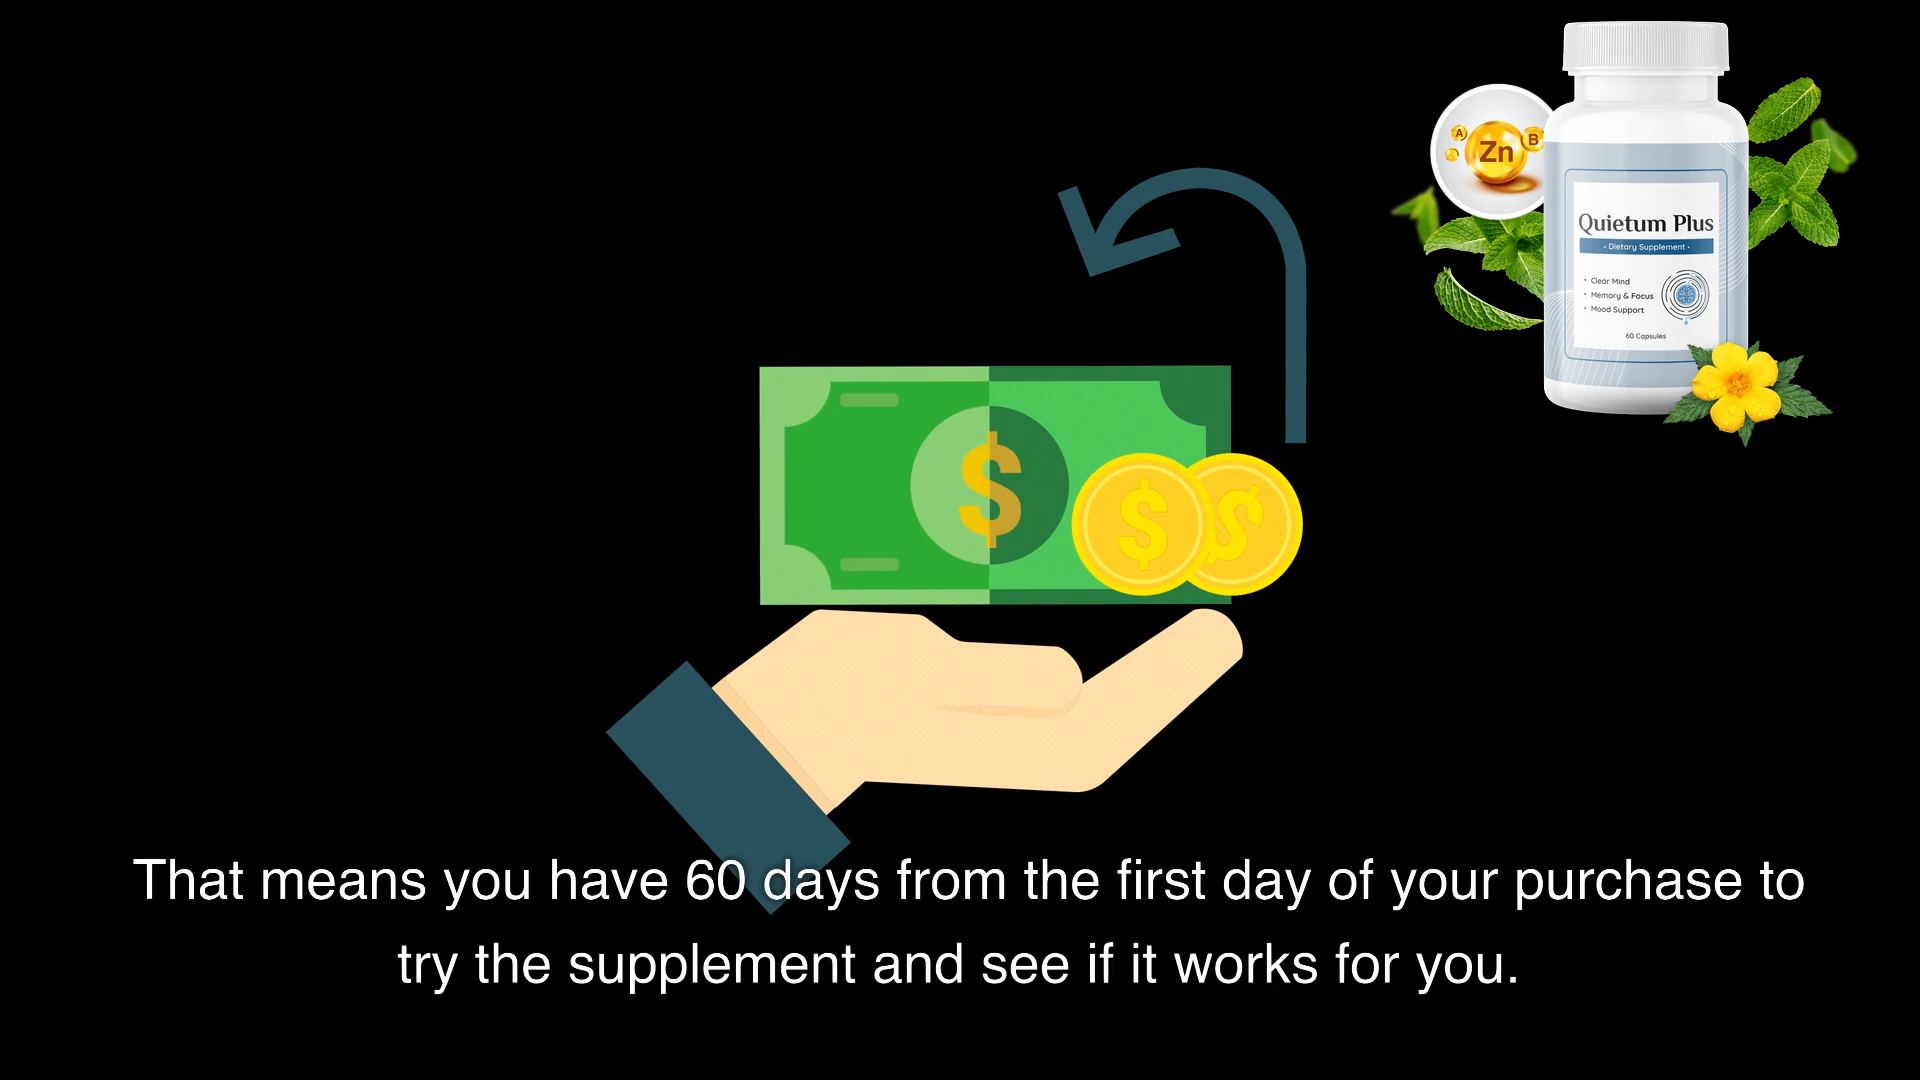 A
Zn
B
Quietum Plus
· Dietary Supplement ·
• Clear Mind
• Memory & Focus
• Mood Support
60 Capsules
$
$
$
That means you have 60 days from the first day of your purchase to
try the supplement and see if it works for you.